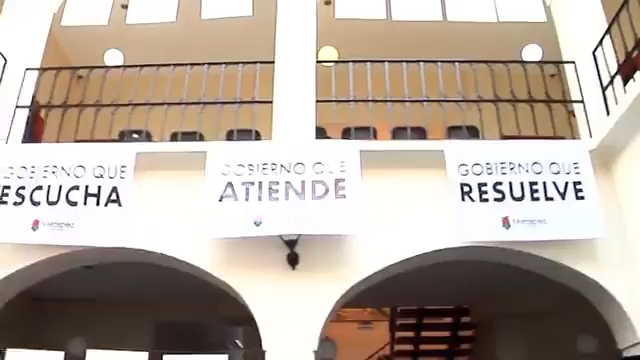 GOBIERNO QUE
ESCUCHA
GOBIERNO QUE
ATIENDE
GOBIERNO QUE
RESUELVE